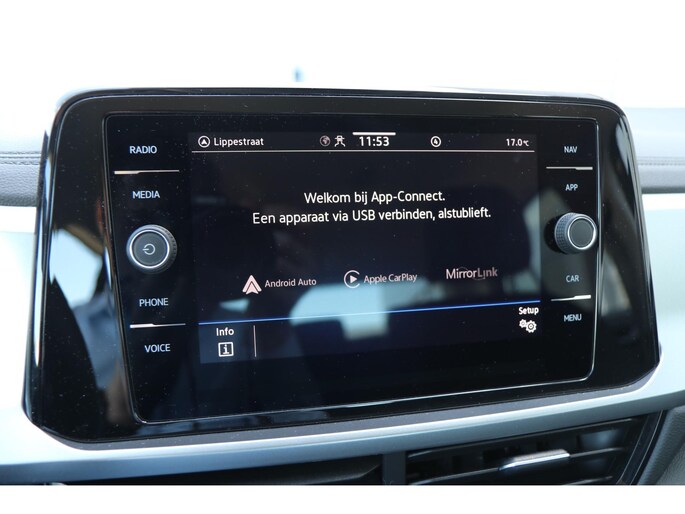 RADIO
MEDIA
PHONE
VOICE
Lippestraat
11:53
17.0°C
Welkom bij App-Connect.
Een apparaat via USB verbinden, alstublieft.
Android Auto
Apple CarPlay
MirrorLink
Info
Setup
NAV
APP
CAR
MENU